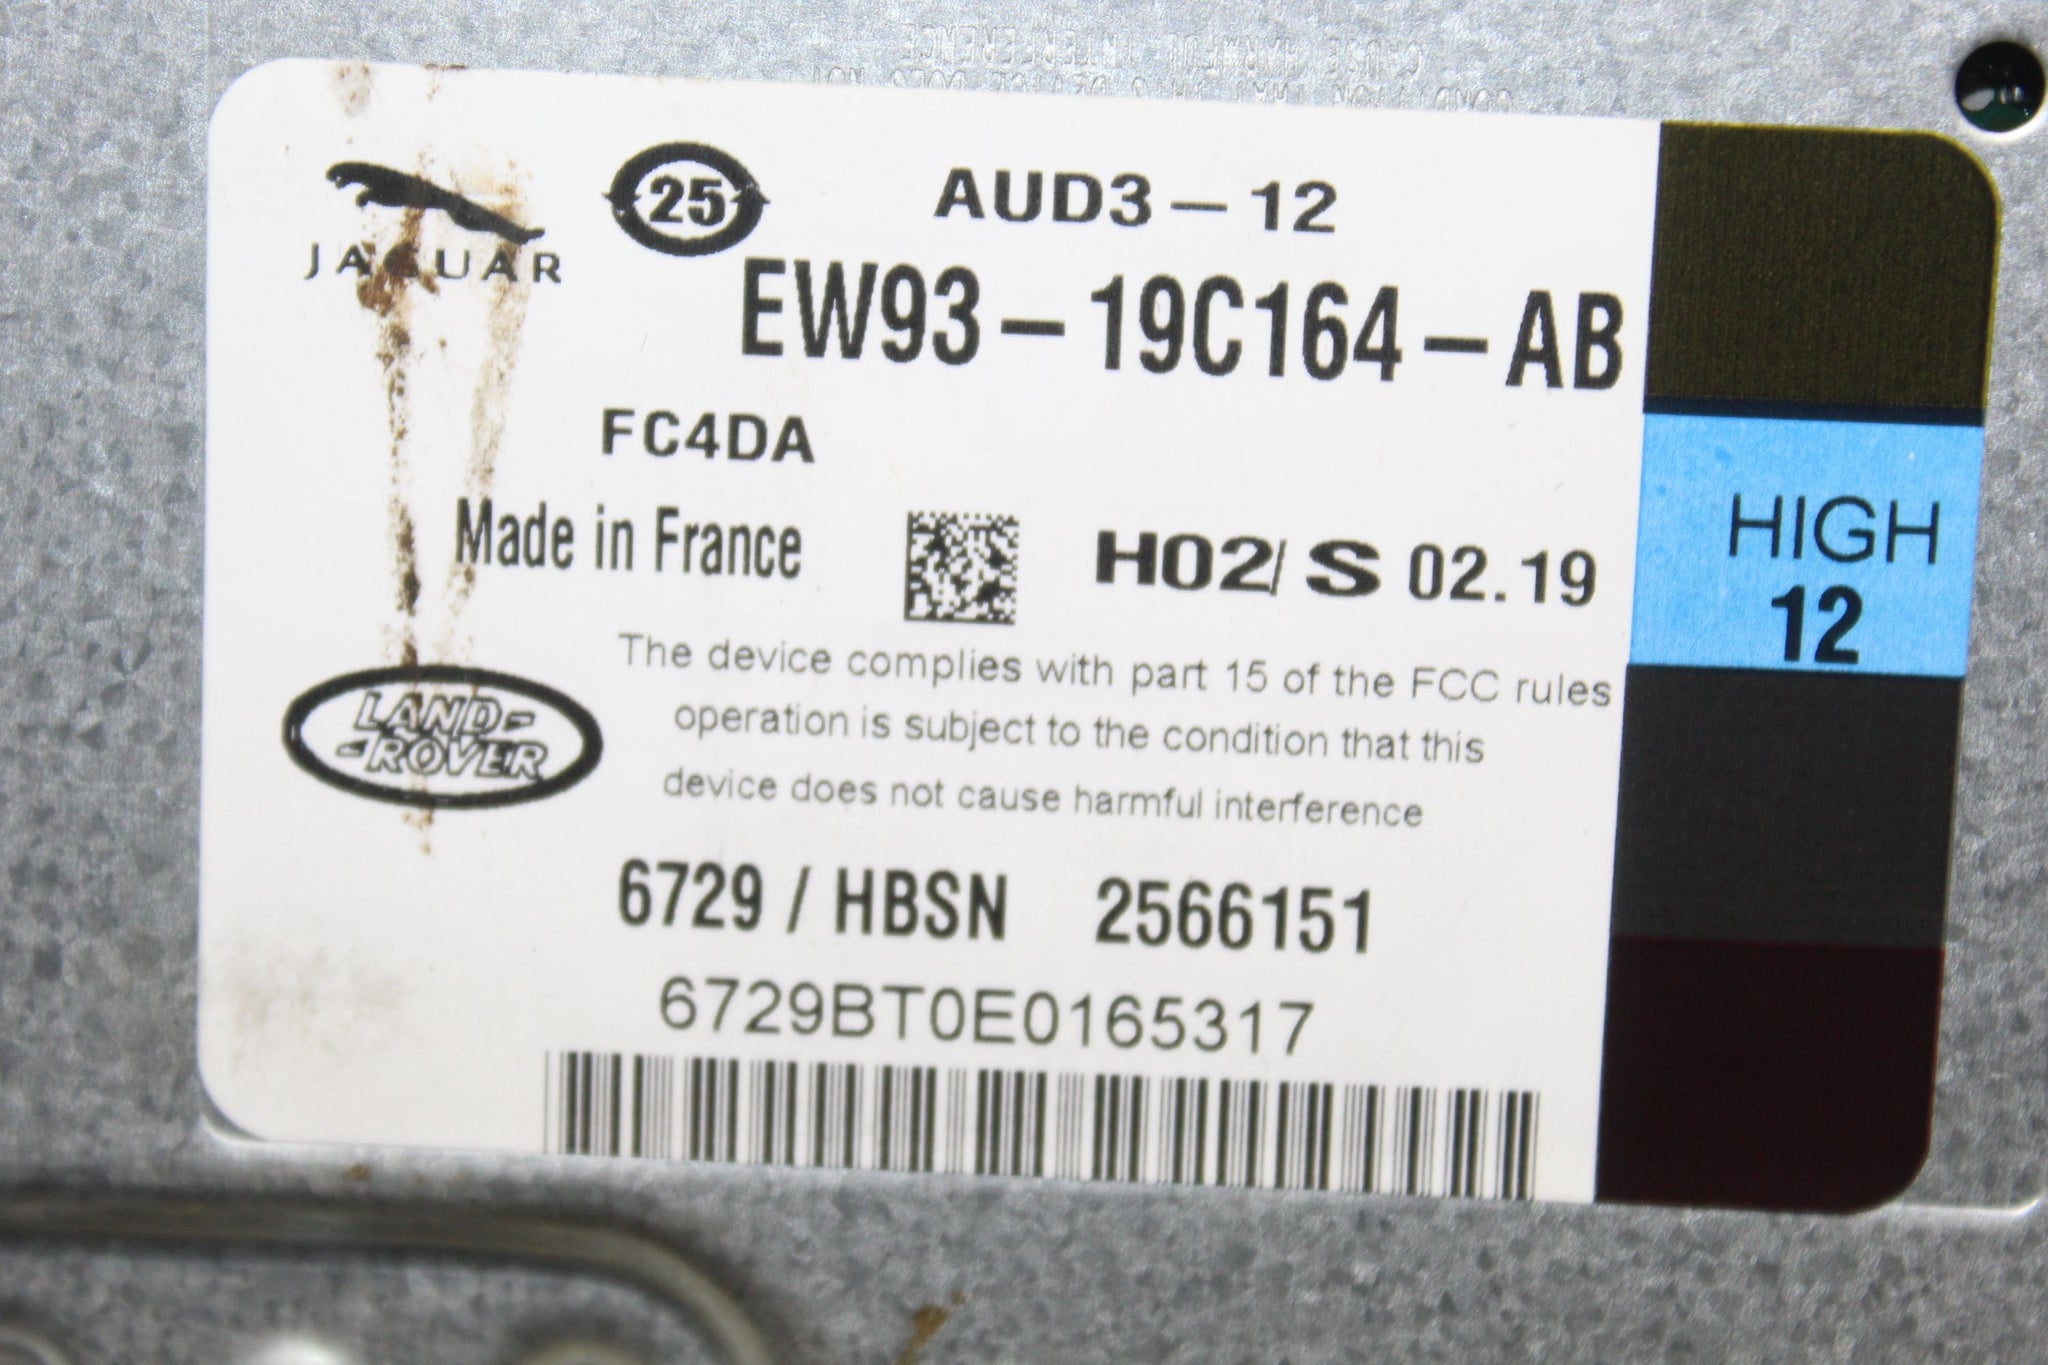 25
AUD3-12
JAGUAR
EW93-19C164-AB
FC4DA
HIGH
12
Made in France
H02/S 02.19
The device complies with part 15 of the FCC rules
operation is subject to the condition that this
device does not cause harmful interference
LAND-
-ROVER
6729 / HBSN 2566151
6729BT0E0165317